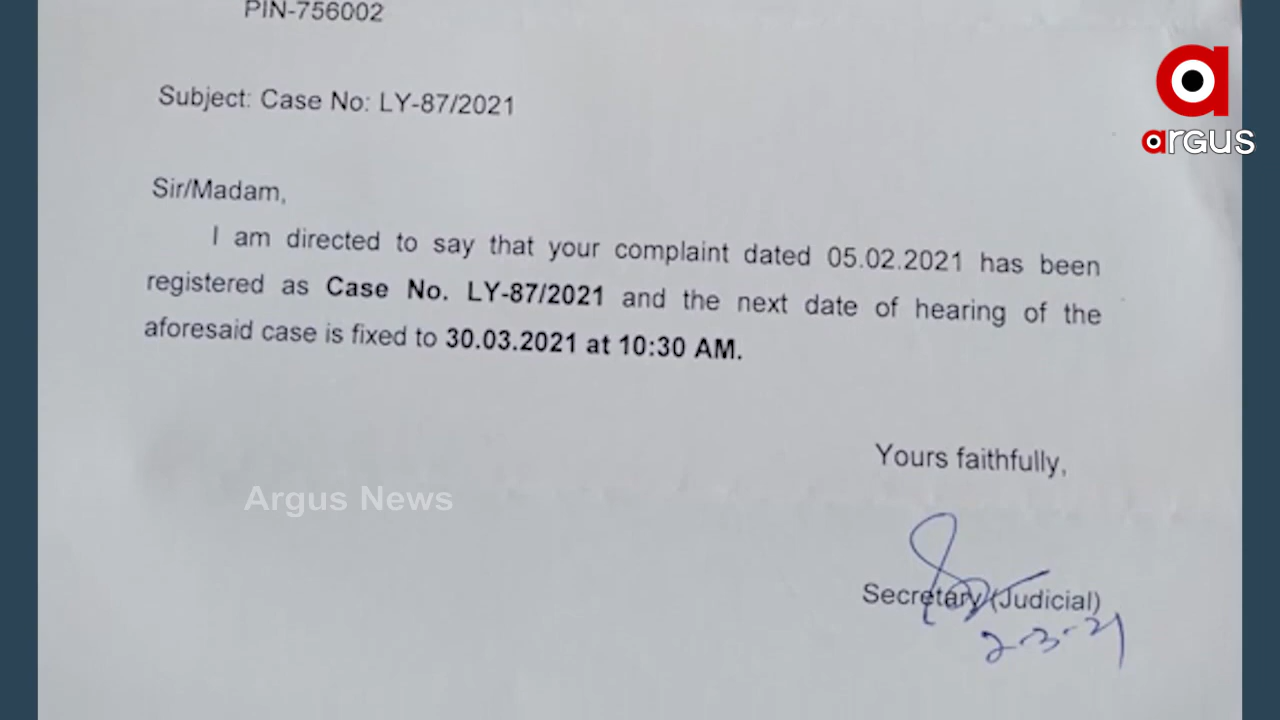 PIN-756002
argus
Subject: Case No: LY-87/2021
Sir/Madam,
I am directed to say that your complaint dated 05.02.2021 has been
registered as Case No. LY-87/2021 and the next date of hearing of the
aforesaid case is fixed to 30.03.2021 at 10:30 AM.
Yours faithfully,
Argus News
Secretary (Judicial)
2-3-21